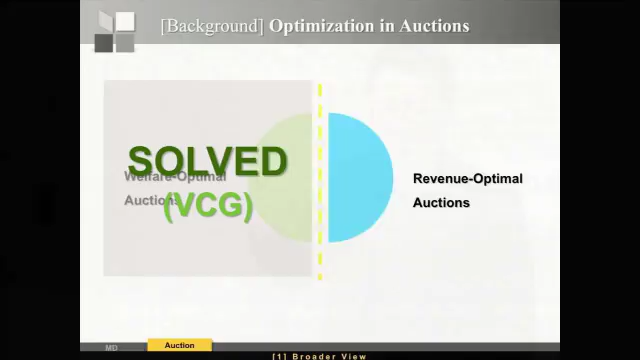 [Background] Optimization in Auctions
SOLVED
Welfare-Optimal
(VCG)
Auctions
Revenue-Optimal
Auctions
MD
Auction
[1] Broader View